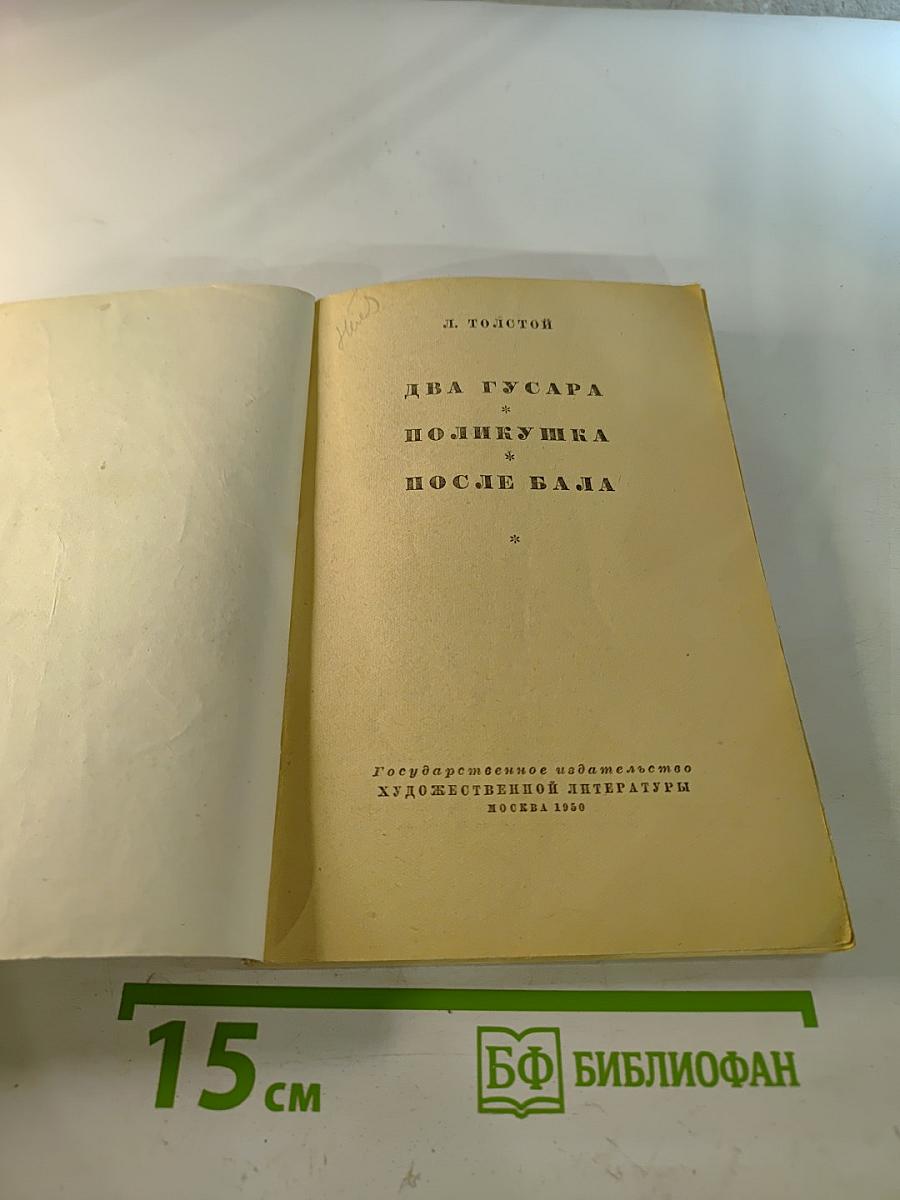 Л. ТОЛСТОЙ
ДВА ГУСАРА
*
ПОЛИКУШКА
*
ПОСЛЕ БАЛА
*
Государственное издательство
ХУДОЖЕСТВЕННОЙ ЛИТЕРАТУРЫ
МОСКВА 1950
15 см
БФ БИБЛИОФАН